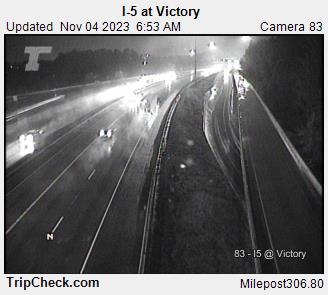 I-5 at Victory
Updated Nov 04 2023 6:53 AM Camera 83
T
N
83 - I5 @ Victory
TripCheck.com Milepost306.80